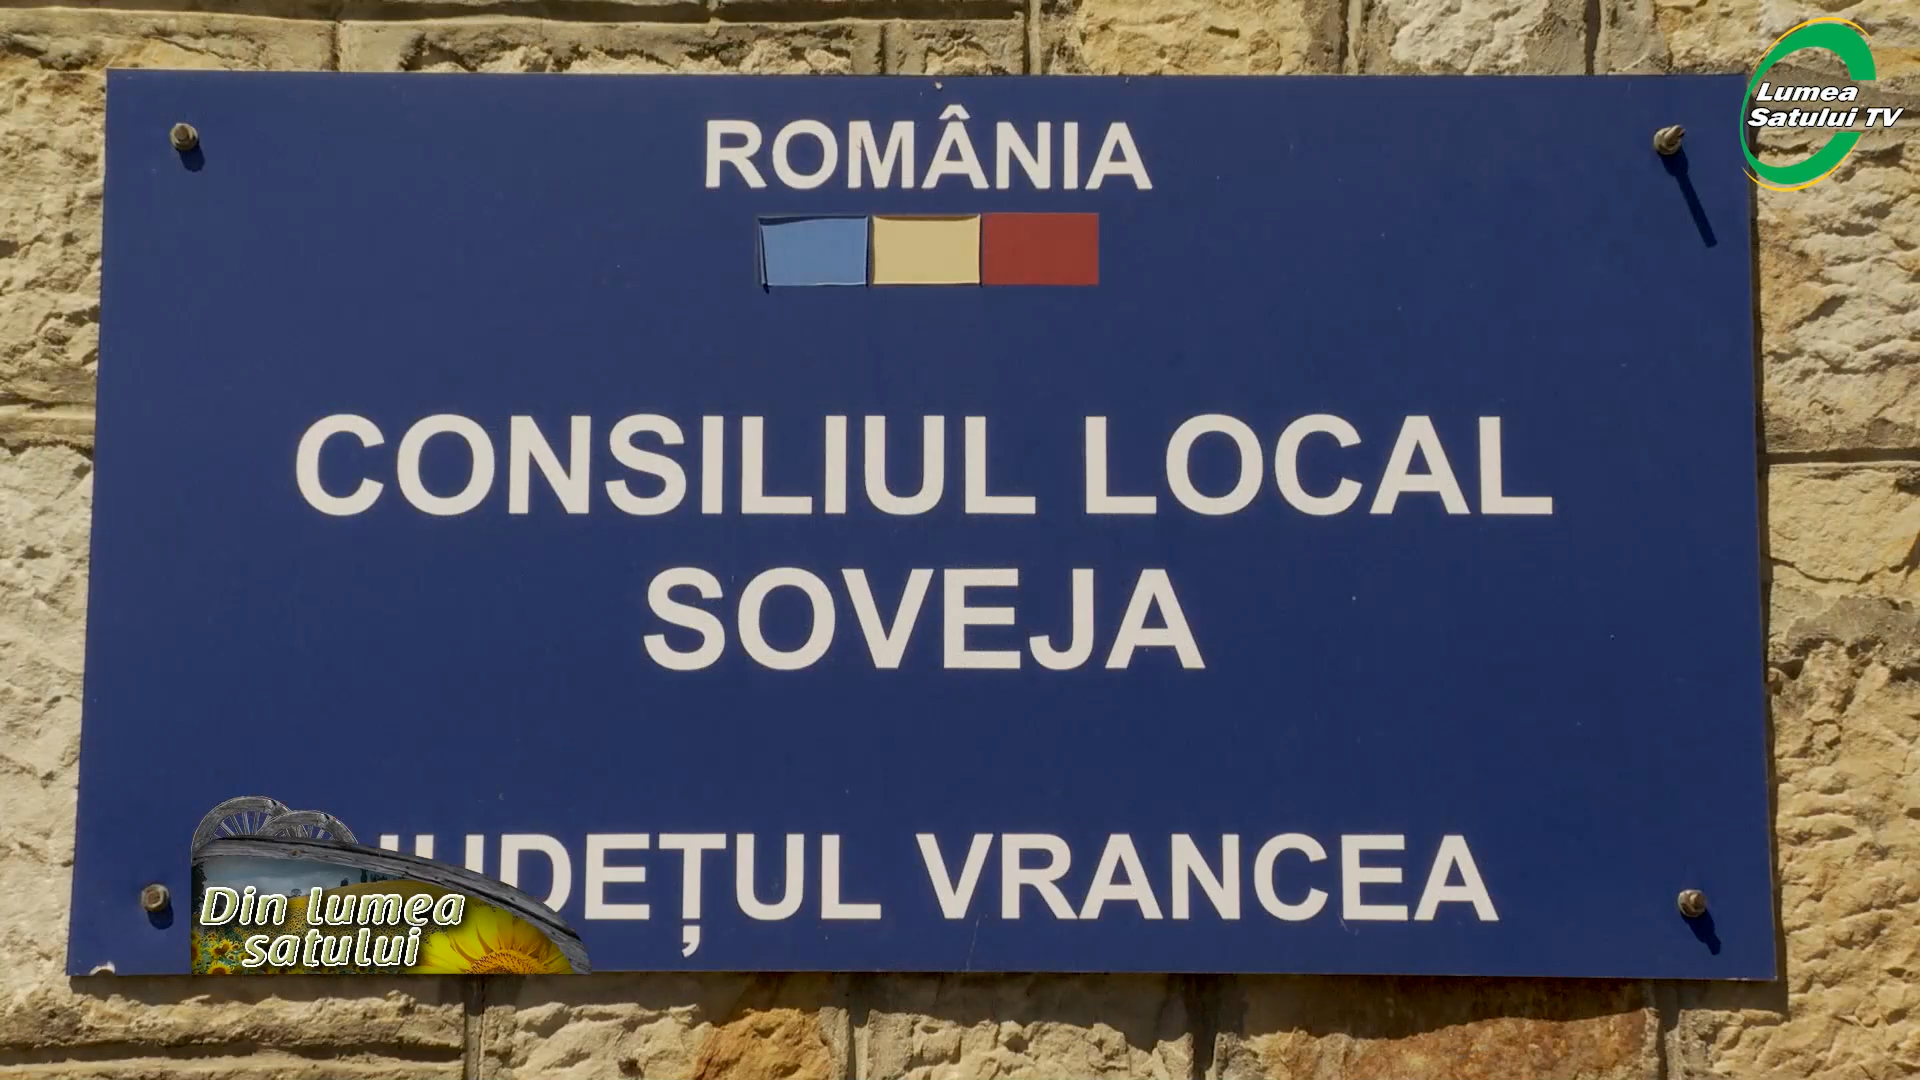 ROMÂNIA
Lumea
Satului TV
CONSILIUL LOCAL
SOVEJA
JUDEȚUL VRANCEA
Din lumea
satului